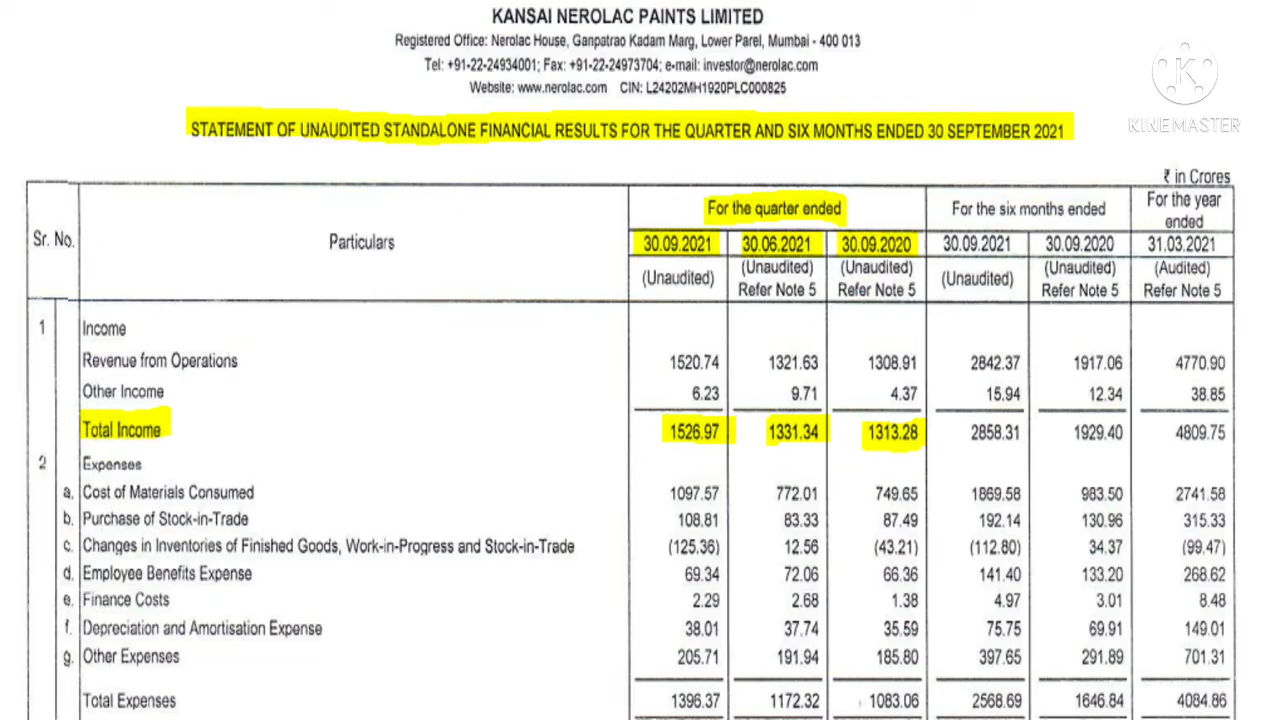 KANSAI NEROLAC PAINTS LIMITED
Registered Office: Nerolac House, Ganpatrao Kadam Marg, Lower Parel, Mumbai - 400 013
Tel: +91-22-24934001; Fax: +91-22-24973704; e-mail: investor@nerolac.com
Website: www.nerolac.com CIN: L24202MH1920PLC000825
K
KINEMASTER
STATEMENT OF UNAUDITED STANDALONE FINANCIAL RESULTS FOR THE QUARTER AND SIX MONTHS ENDED 30 SEPTEMBER 2021
₹ in Crores
Sr. No. Particulars For the quarter ended For the six months ended For the year ended
30.09.2021 30.06.2021 30.09.2020 30.09.2021 30.09.2020 31.03.2021
(Unaudited) (Unaudited) (Unaudited) (Unaudited) (Unaudited) (Audited)
Refer Note 5 Refer Note 5 Refer Note 5 Refer Note 5
1 Income
Revenue from Operations 1520.74 1321.63 1308.91 2842.37 1917.06 4770.90
Other Income 6.23 9.71 4.37 15.94 12.34 38.85
Total Income 1526.97 1331.34 1313.28 2858.31 1929.40 4809.75
2 Expenses
a. Cost of Materials Consumed 1097.57 772.01 749.65 1869.58 983.50 2741.58
b. Purchase of Stock-in-Trade 108.81 83.33 87.49 192.14 130.96 315.33
c. Changes in Inventories of Finished Goods, Work-in-Progress and Stock-in-Trade (125.36) 12.56 (43.21) (112.80) 34.37 (99.47)
d. Employee Benefits Expense 69.34 72.06 66.36 141.40 133.20 268.62
e. Finance Costs 2.29 2.68 1.38 4.97 3.01 8.48
f. Depreciation and Amortisation Expense 38.01 37.74 35.59 75.75 69.91 149.01
g. Other Expenses 205.71 191.94 185.80 397.65 291.89 701.31
Total Expenses 1396.37 1172.32 1083.06 2568.69 1646.84 4084.86